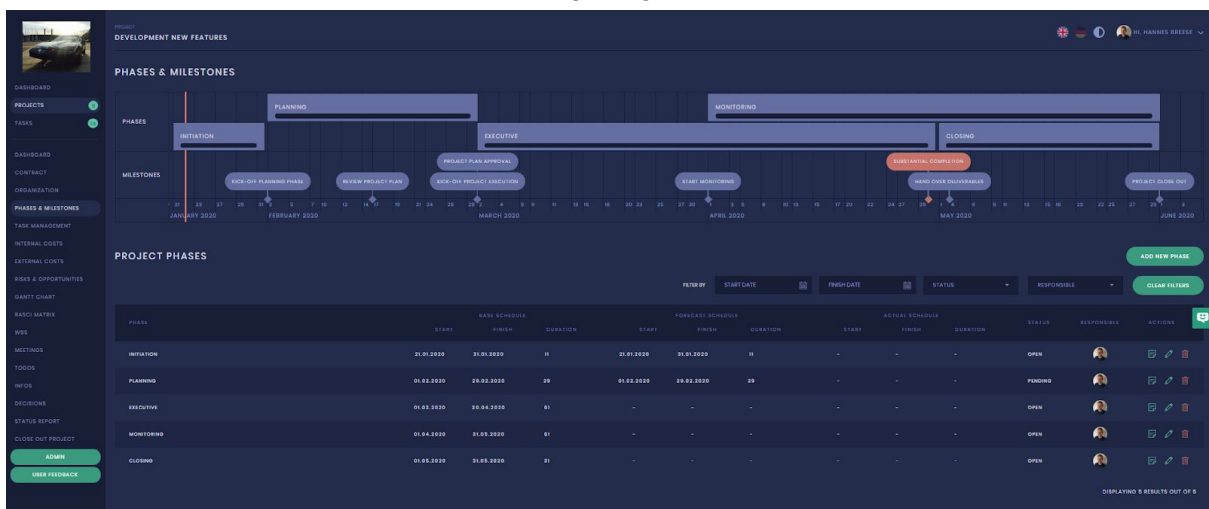 PROJECT
DEVELOPMENT NEW FEATURES
HI, HANNES BREESE
DASHBOARD
PROJECTS
TASKS
DASHBOARD
CONTRACT
ORGANIZATION
PHASES & MILESTONES
TASK MANAGEMENT
INTERNAL COSTS
EXTERNAL COSTS
RISKS & OPPORTUNITIES
GANTT CHART
RASCI MATRIX
WBS
MEETINGS
TODOS
INFOS
DECISIONS
STATUS REPORT
CLOSE OUT PROJECT
ADMIN
USER FEEDBACK
PHASES & MILESTONES
PLANNING
MONITORING
PHASES
INITIATION
EXECUTIVE
CLOSING
PROJECT PLAN APPROVAL
SUBSTANTIAL COMPLETION
MILESTONES
KICK-OFF PLANNING PHASE
REVIEW PROJECT PLAN
KICK-OFF PROJECT EXECUTION
START MONITORING
HAND OVER DELIVERABLES
PROJECT CLOSE OUT
JANUARY 2020 FEBRUARY 2020 MARCH 2020 APRIL 2020 MAY 2020 JUNE 2020
PROJECT PHASES
ADD NEW PHASE
FILTER BY START DATE FINISH DATE STATUS RESPONSIBLE CLEAR FILTERS
BASE SCHEDULE FORECAST SCHEDULE ACTUAL SCHEDULE
PHASE START FINISH DURATION START FINISH DURATION START FINISH DURATION STATUS RESPONSIBLE ACTIONS
INITIATION 21.01.2020 31.01.2020 11 21.01.2020 31.01.2020 11 - - - OPEN
PLANNING 01.02.2020 29.02.2020 29 01.02.2020 29.02.2020 29 - - - PENDING
EXECUTIVE 01.03.2020 30.04.2020 61 - - - - - - OPEN
MONITORING 01.04.2020 31.05.2020 61 - - - - - - OPEN
CLOSING 01.05.2020 31.05.2020 31 - - - - - - OPEN
DISPLAYING 5 RESULTS OUT OF 5